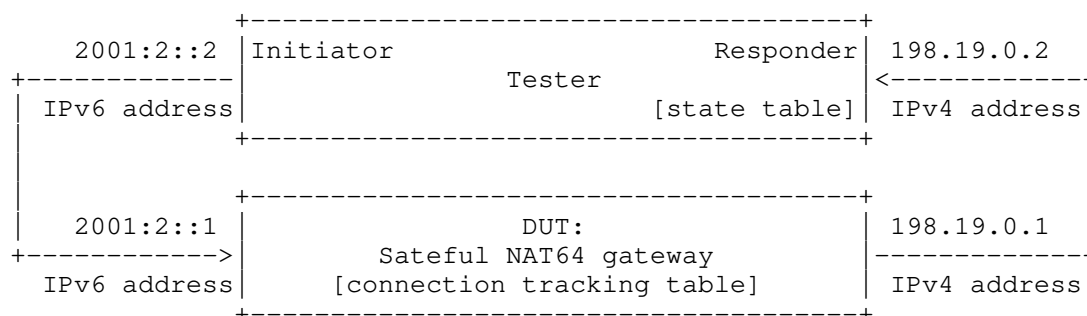 2001:2::2 |Initiator Responder| 198.19.0.2
Tester
IPv6 address [state table] IPv4 address
2001:2::1 DUT: 198.19.0.1
Sateful NAT64 gateway
IPv6 address [connection tracking table] IPv4 address